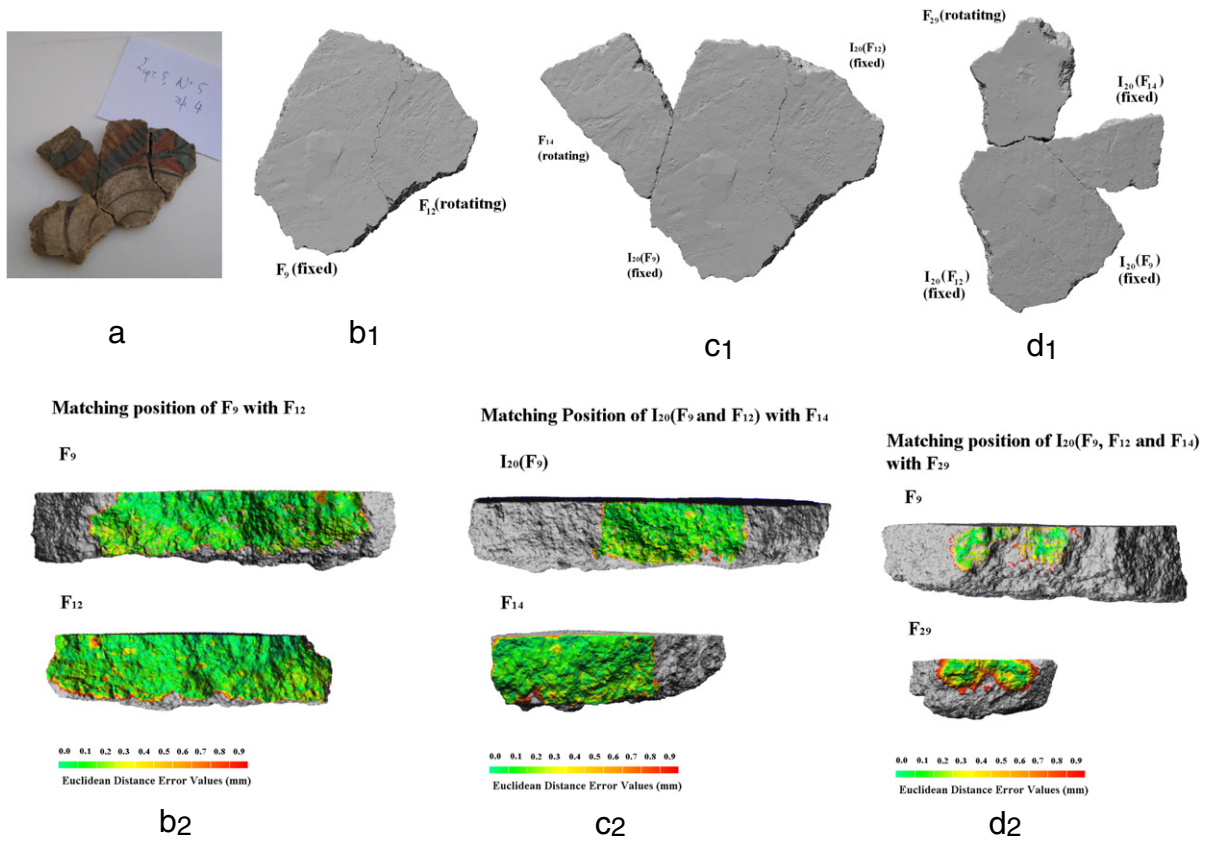 F29(rotatitng)
I20(F12)
(fixed)
I20(F14)
(fixed)
F14
(rotating)
F12(rotatitng)
F9 (fixed)
I20(F9)
(fixed)
I20(F12)
(fixed)
I20(F9)
(fixed)
a
b1
c1
d1
Matching position of F9 with F12
F9
F12
0.0 0.1 0.2 0.3 0.4 0.5 0.6 0.7 0.8 0.9
Euclidean Distance Error Values (mm)
b2
Matching Position of I20(F9 and F12) with F14
I20(F9)
F14
0.0 0.1 0.2 0.3 0.4 0.5 0.6 0.7 0.8 0.9
Euclidean Distance Error Values (mm)
c2
Matching position of I20(F9, F12 and F14)
with F29
F9
F29
0.0 0.1 0.2 0.3 0.4 0.5 0.6 0.7 0.8 0.9
Euclidean Distance Error Values (mm)
d2